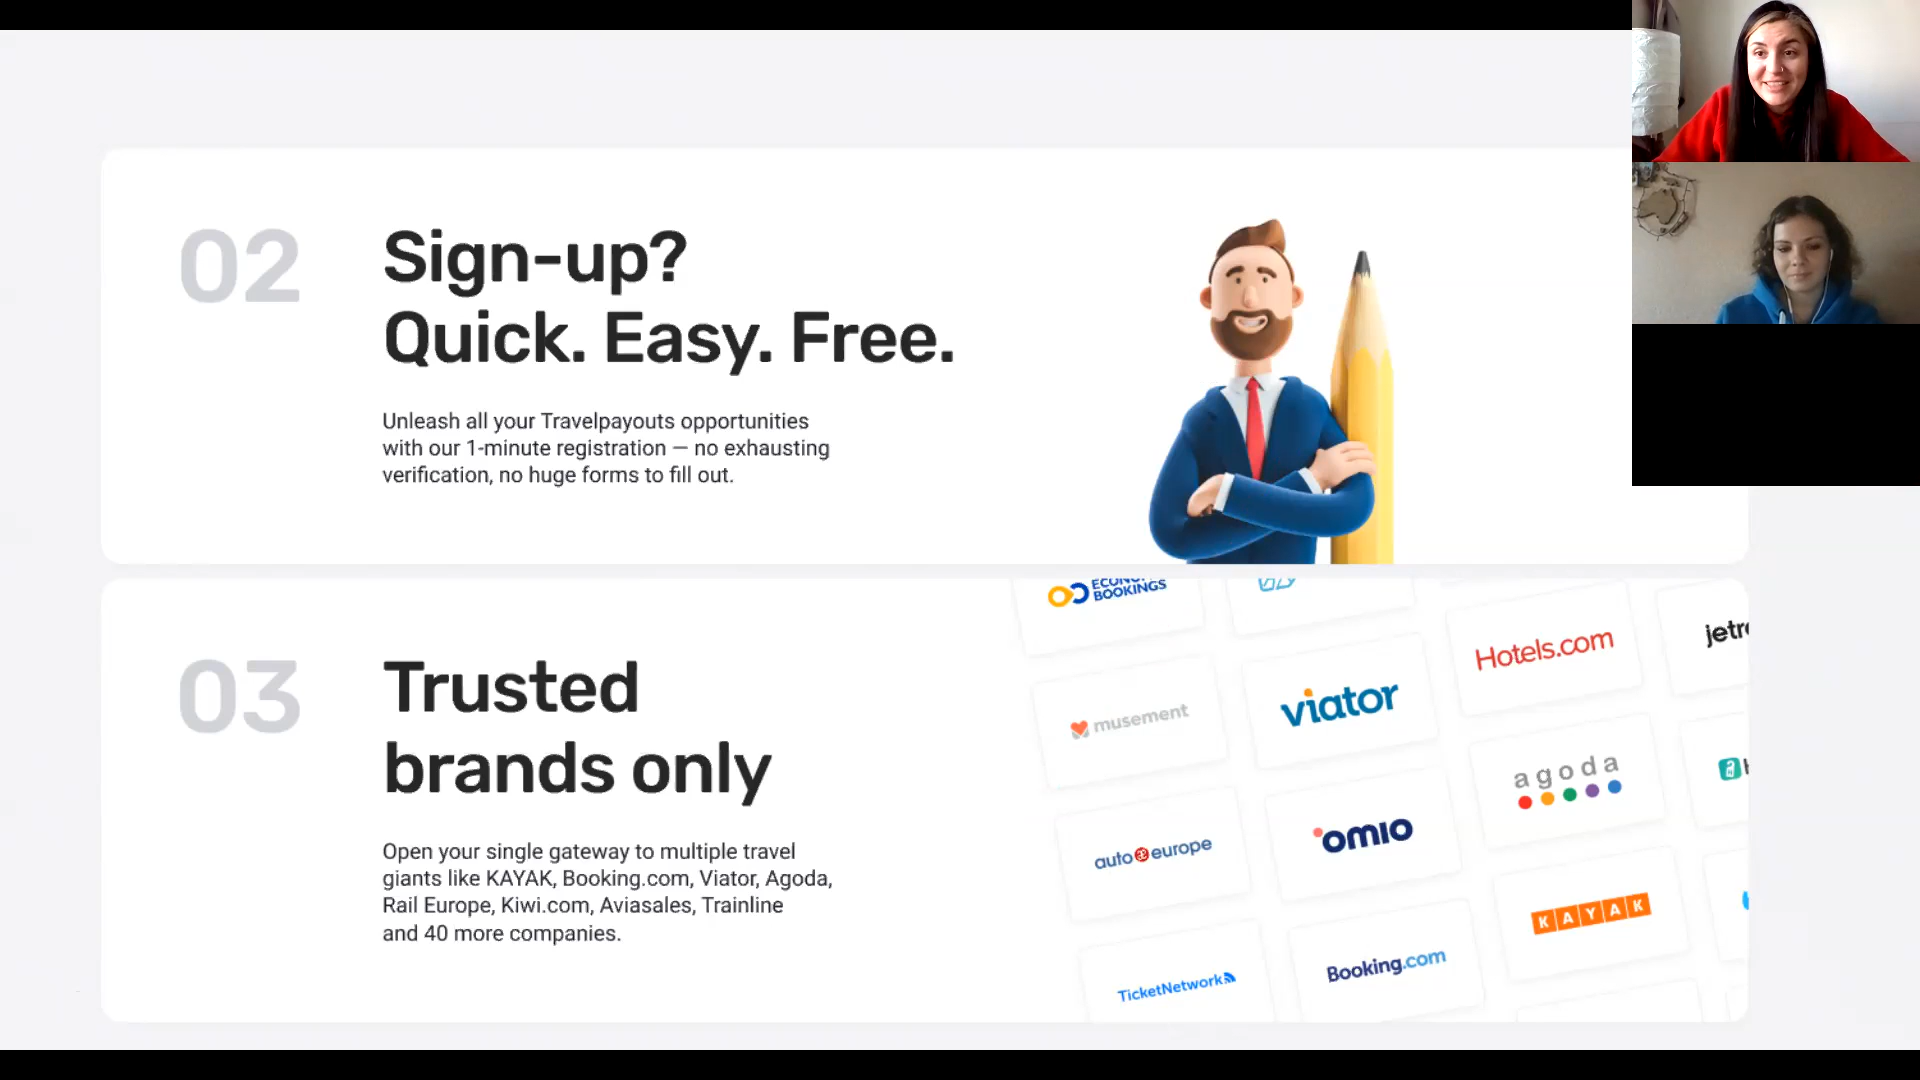 02
Sign-up?
Quick. Easy. Free.
Unleash all your Travelpayouts opportunities
with our 1-minute registration — no exhausting
verification, no huge forms to fill out.
03
Trusted
brands only
Open your single gateway to multiple travel
giants like KAYAK, Booking.com, Viator, Agoda,
Rail Europe, Kiwi.com, Aviasales, Trainline
and 40 more companies.
BOOKINGS
Hotels.com
musement
viator
agoda
auto europe
omio
KAYAK
TicketNetwork
Booking.com